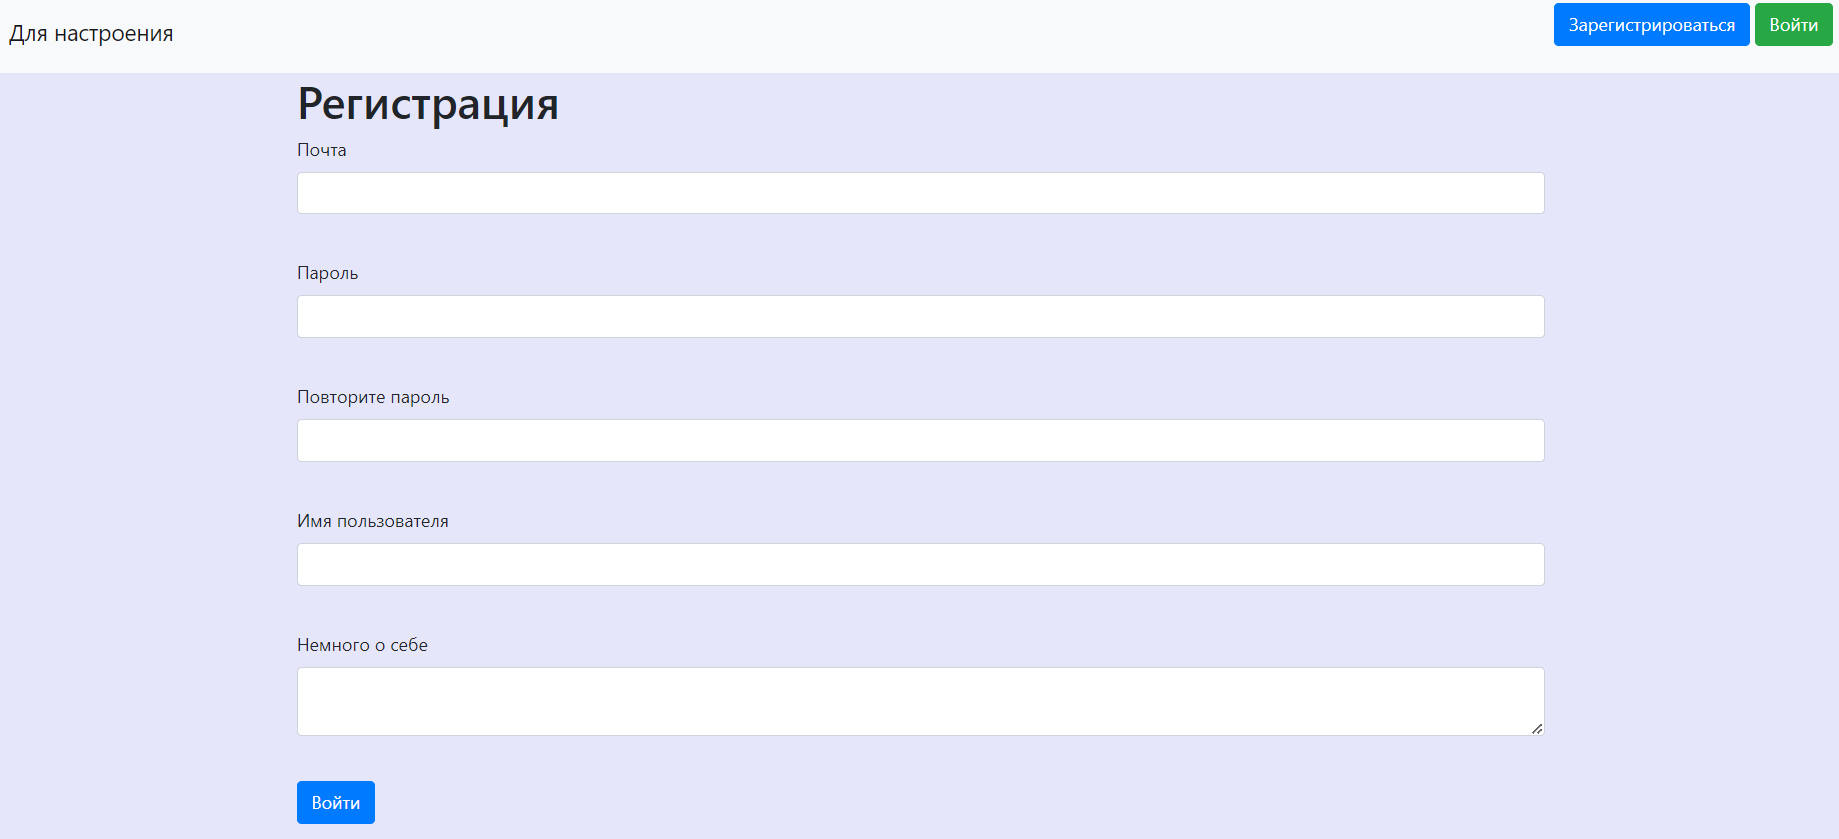 Для настроения
Зарегистрироваться
Войти
Регистрация
Почта
Пароль
Повторите пароль
Имя пользователя
Немного о себе
Войти